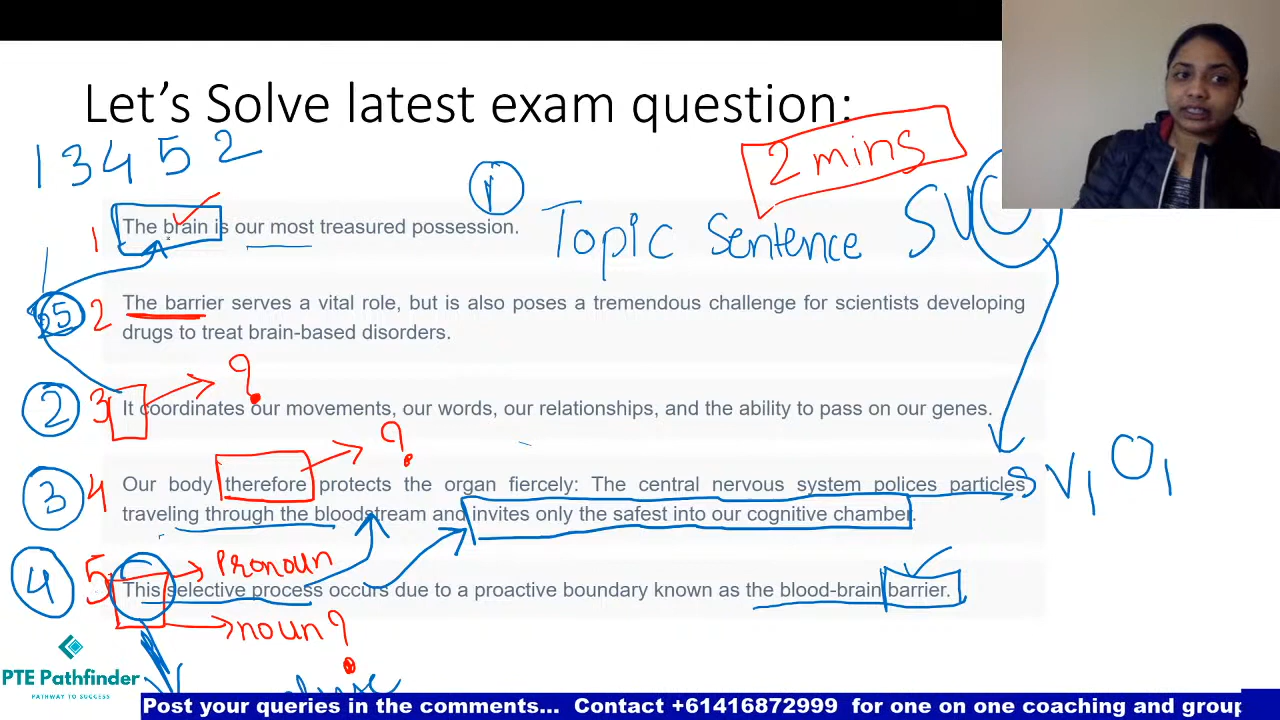 Let's Solve latest exam question:
1 3 4 5 2
2 mins
1
1 The brain is our most treasured possession.
Topic Sentence SVO
5 2 The barrier serves a vital role, but is also poses a tremendous challenge for scientists developing
drugs to treat brain-based disorders.
?
2 3 It coordinates our movements, our words, our relationships, and the ability to pass on our genes.
?
3 4 Our body therefore protects the organ fiercely: The central nervous system polices particles S V1 O1
traveling through the bloodstream and invites only the safest into our cognitive chamber.
Pronoun
4 5 This selective process occurs due to a proactive boundary known as the blood-brain barrier.
noun?
PTE Pathfinder
PATHWAY TO SUCCESS
Post your queries in the comments... Contact +61416872999 for one on one coaching and group